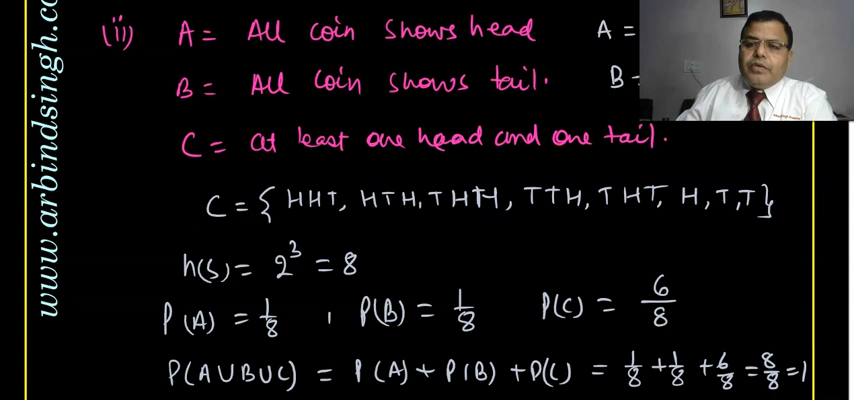 www.arbindsingh.com
(ii) A = All coin shows head
A =
B = All coin shows tail.
B =
C = at least one head and one tail.
C = { HHT, HTH, THH, TTH, THT, H, T, T }
n(S) = 2³ = 8
P(A) = 1/8 , P(B) = 1/8 P(C) = 6/8
P(A∪B∪C) = P(A) + P(B) + P(C) = 1/8 + 1/8 + 6/8 = 8/8 = 1